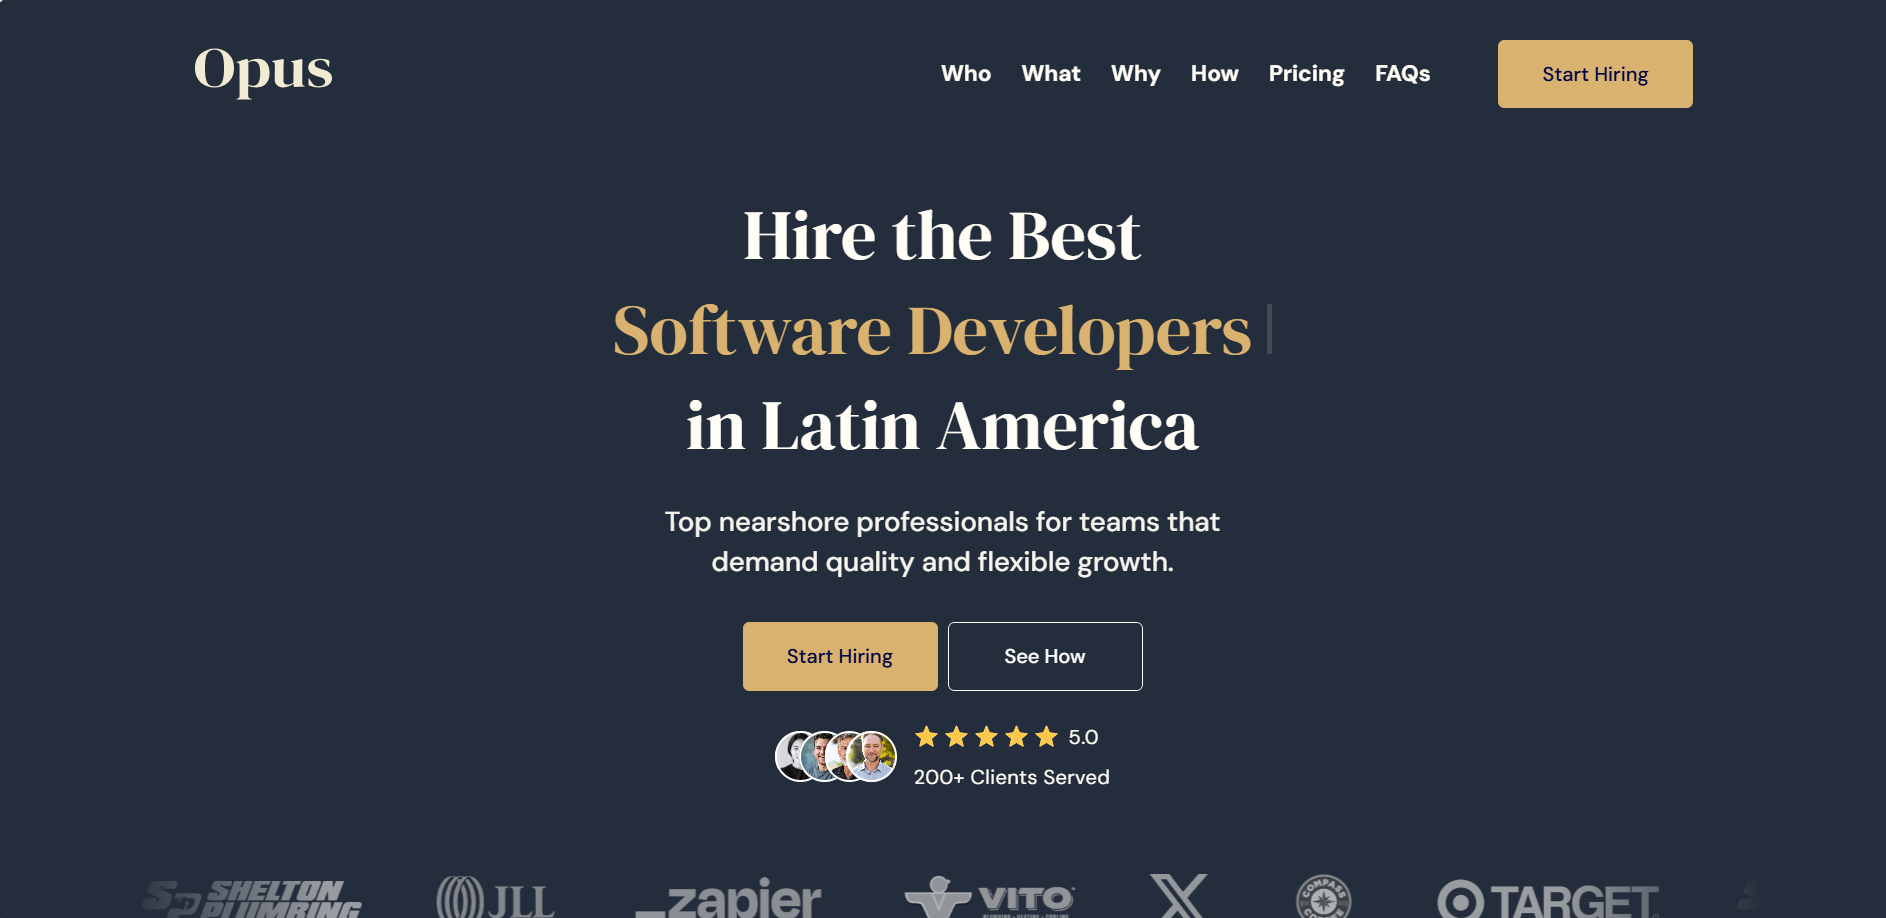 Opus
Who What Why How Pricing FAQs
Start Hiring
Hire the Best
Software Developers
in Latin America
Top nearshore professionals for teams that
demand quality and flexible growth.
Start Hiring
See How
5.0
200+ Clients Served
SP SHELTON PLUMBING
JLL
zapier
VITO
X
COMPASS COFFEE
TARGET